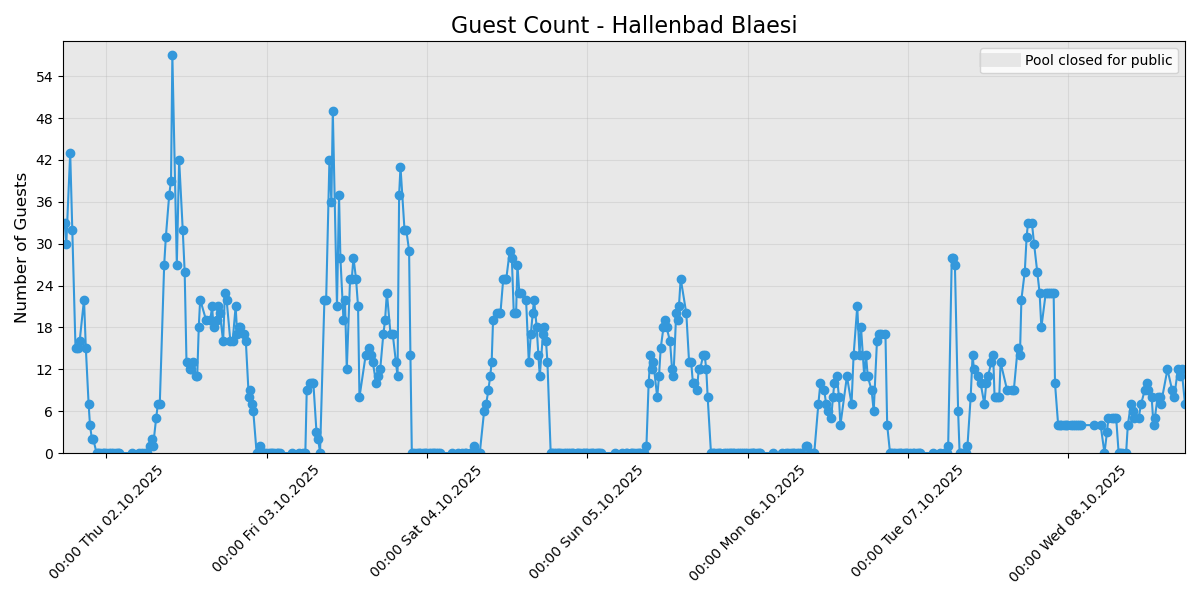 Guest Count - Hallenbad Blaesi
Pool closed for public
Number of Guests
54
48
42
36
30
24
18
12
6
0
00:00 Thu 02.10.2025
00:00 Fri 03.10.2025
00:00 Sat 04.10.2025
00:00 Sun 05.10.2025
00:00 Mon 06.10.2025
00:00 Tue 07.10.2025
00:00 Wed 08.10.2025